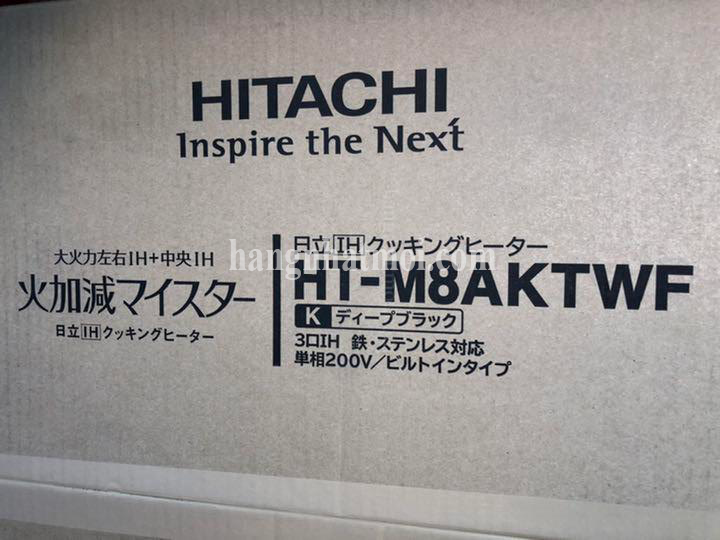 HITACHI
Inspire the Next
大火力左右IH+中央IH
火加減マイスター
日立IHクッキングヒーター
日立IHクッキングヒーター
HT-M8AKTWF
K ディープブラック
3口IH 鉄・ステンレス対応
単相200V/ビルトインタイプ
hangnhatnoi.com